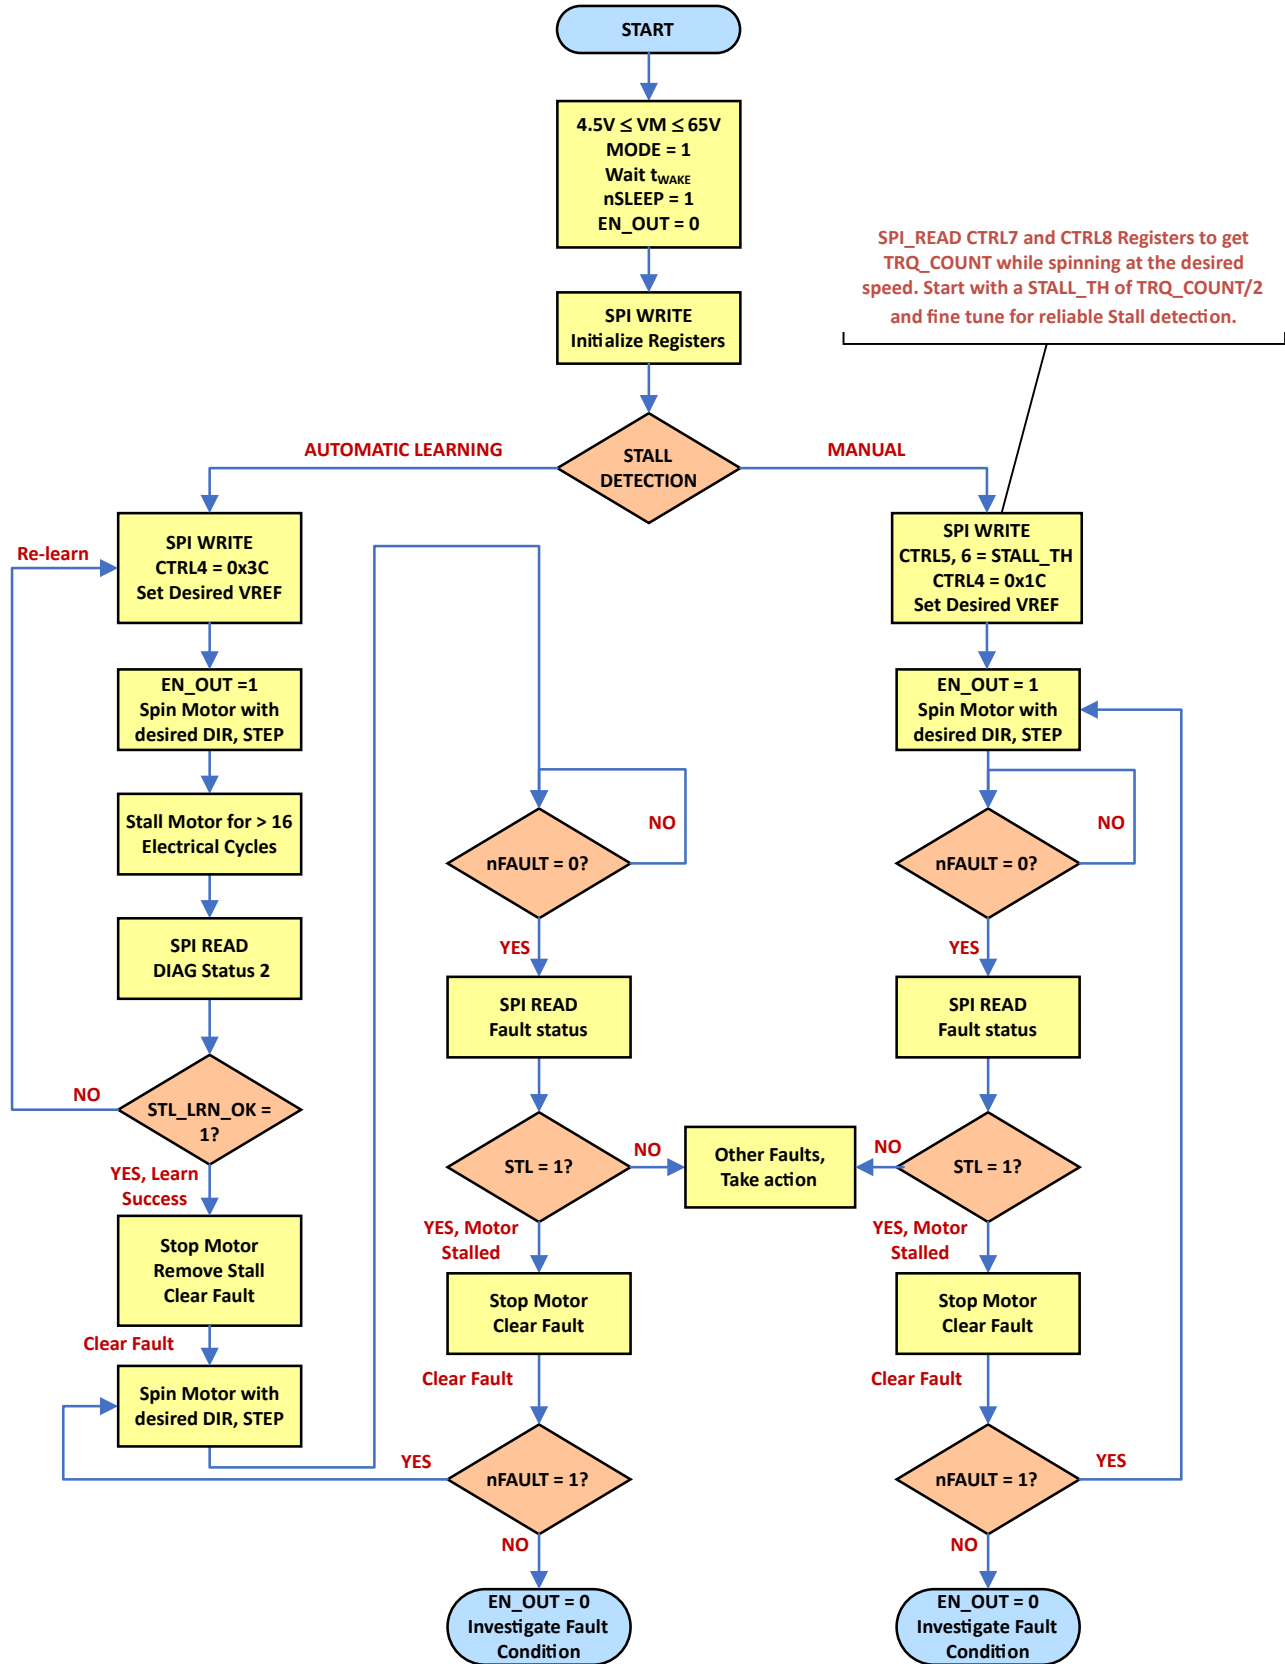 START
4.5V ≤ VM ≤ 65V
MODE = 1
Wait tWAKE
nSLEEP = 1
EN_OUT = 0
SPI_READ CTRL7 and CTRL8 Registers to get
TRQ_COUNT while spinning at the desired
speed. Start with a STALL_TH of TRQ_COUNT/2
and fine tune for reliable Stall detection.
SPI WRITE
Initialize Registers
STALL
DETECTION
AUTOMATIC LEARNING
MANUAL
Re-learn
SPI WRITE
CTRL4 = 0x3C
Set Desired VREF
EN_OUT =1
Spin Motor with
desired DIR, STEP
Stall Motor for > 16
Electrical Cycles
SPI READ
DIAG Status 2
STL_LRN_OK =
1?
NO
YES, Learn
Success
Stop Motor
Remove Stall
Clear Fault
Clear Fault
Spin Motor with
desired DIR, STEP
nFAULT = 0?
NO
YES
SPI READ
Fault status
STL = 1?
NO
Other Faults,
Take action
YES, Motor
Stalled
Stop Motor
Clear Fault
Clear Fault
nFAULT = 1?
YES
NO
EN_OUT = 0
Investigate Fault
Condition
SPI WRITE
CTRL5, 6 = STALL_TH
CTRL4 = 0x1C
Set Desired VREF
EN_OUT = 1
Spin Motor with
desired DIR, STEP
nFAULT = 0?
NO
YES
SPI READ
Fault status
STL = 1?
NO
YES, Motor
Stalled
Stop Motor
Clear Fault
Clear Fault
nFAULT = 1?
YES
NO
EN_OUT = 0
Investigate Fault
Condition